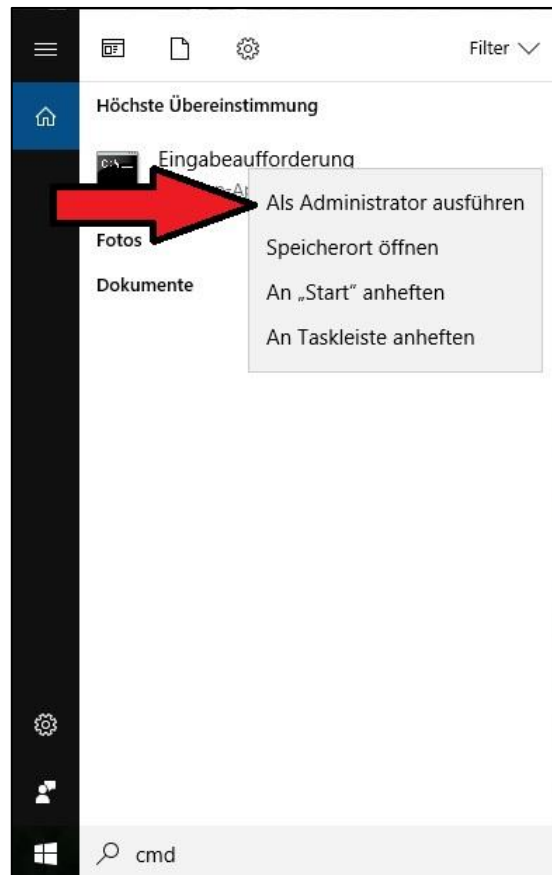 Filter
Höchste Übereinstimmung
Eingabeaufforderung
Als Administrator ausführen
Fotos
Speicherort öffnen
Dokumente
An „Start“ anheften
An Taskleiste anheften
cmd